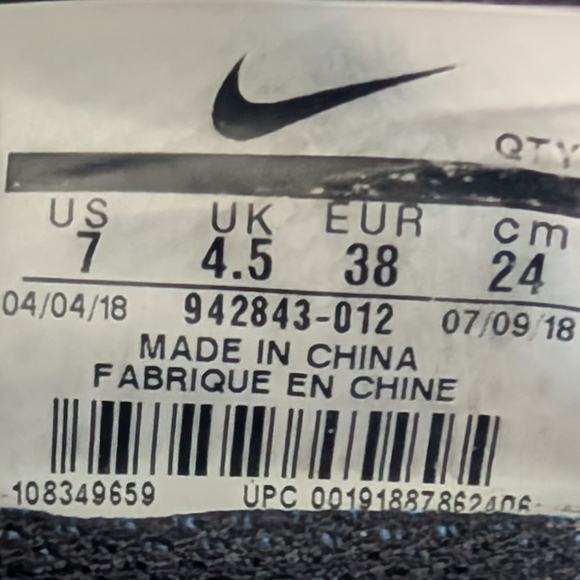 QTY
US UK EUR cm
7 4.5 38 24
04/04/18 942843-012 07/09/18
MADE IN CHINA
FABRIQUE EN CHINE
108349659 UPC 00191887862406